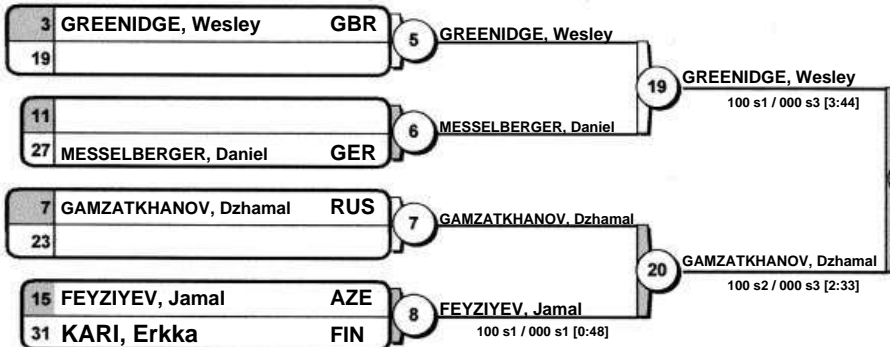 3 GREENIDGE, Wesley GBR
19
5
GREENIDGE, Wesley
11
27 MESSELBERGER, Daniel GER
6
MESSELBERGER, Daniel
19
GREENIDGE, Wesley
100 s1 / 000 s3 [3:44]
7 GAMZATKHANOV, Dzhamal RUS
23
7
GAMZATKHANOV, Dzhamal
15 FEYZIYEV, Jamal AZE
31 KARI, Erkka FIN
8
FEYZIYEV, Jamal
100 s1 / 000 s1 [0:48]
20
GAMZATKHANOV, Dzhamal
100 s2 / 000 s3 [2:33]